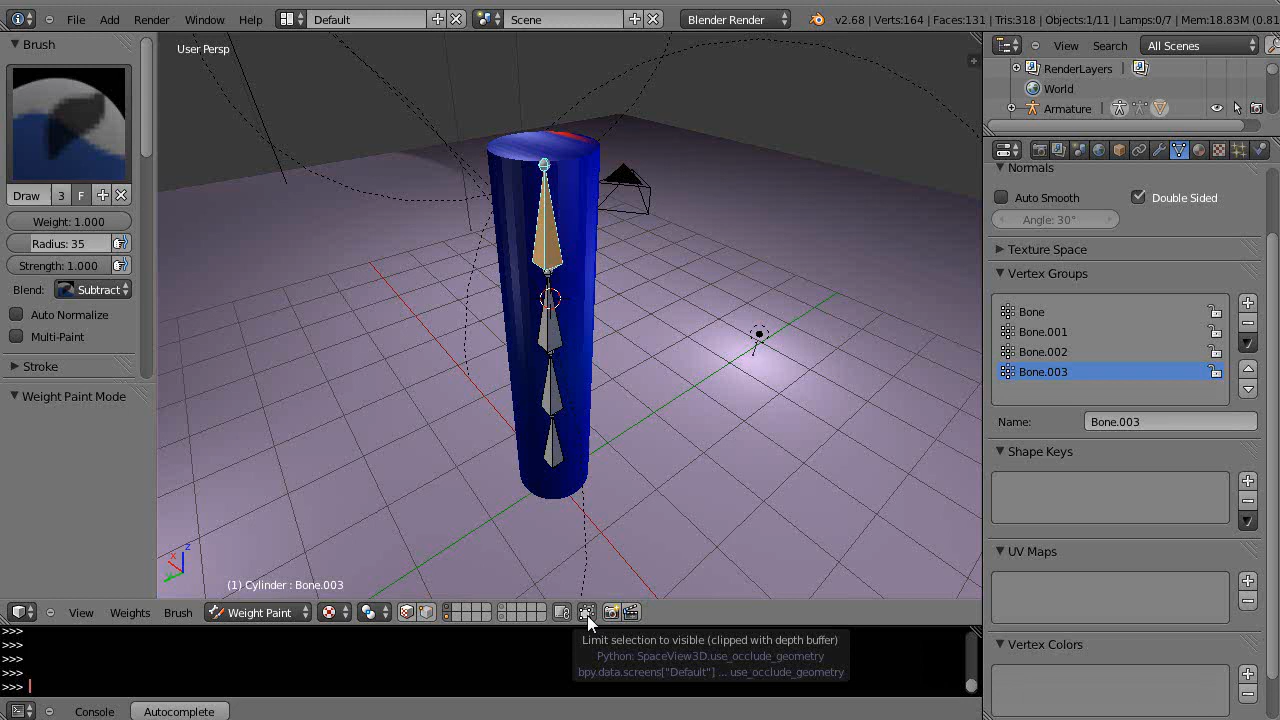 File Add Render Window Help Default Scene Blender Render v2.68 | Verts:164 | Faces:131 | Tris:318 | Objects:1/11 | Lamps:0/7 | Mem:18.83M (0.81
Brush
User Persp
View Search All Scenes
RenderLayers
World
Armature
Normals
Draw 3 F
Auto Smooth Double Sided
Weight: 1.000
Angle: 30°
Radius: 35
Texture Space
Strength: 1.000
Vertex Groups
Blend: Subtract
Auto Normalize
Bone
Multi-Paint
Bone.001
Bone.002
Stroke
Bone.003
Weight Paint Mode
Name: Bone.003
Shape Keys
UV Maps
z
x
y
(1) Cylinder : Bone.003
View Weights Brush Weight Paint
>>>
Limit selection to visible (clipped with depth buffer)
>>>
Vertex Colors
Python: SpaceView3D.use_occlude_geometry
>>>
bpy.data.screens["Default"] ... use_occlude_geometry
>>>
>>>
Console Autocomplete